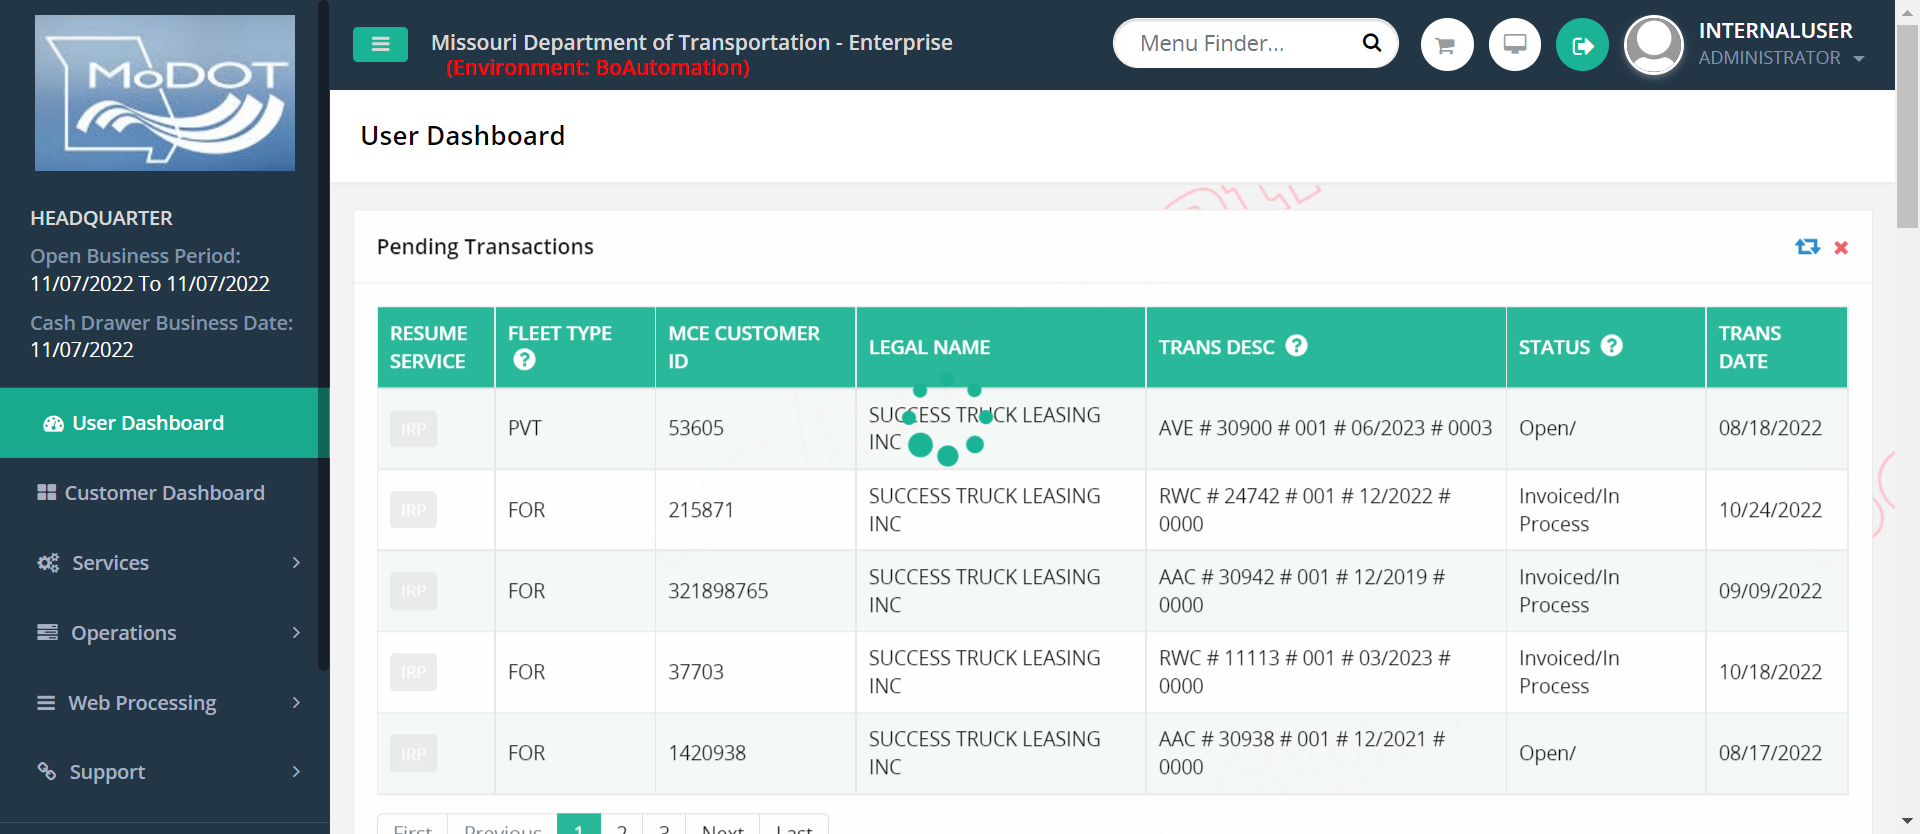 MoDOT
Missouri Department of Transportation - Enterprise
(Environment: BoAutomation)
Menu Finder...
INTERNALUSER
ADMINISTRATOR
HEADQUARTER
Open Business Period:
11/07/2022 To 11/07/2022
Cash Drawer Business Date:
11/07/2022
User Dashboard
Customer Dashboard
Services
Operations
Web Processing
Support
User Dashboard
Pending Transactions
RESUME SERVICE FLEET TYPE ? MCE CUSTOMER ID LEGAL NAME TRANS DESC ? STATUS ? TRANS DATE
IRP PVT 53605 SUCCESS TRUCK LEASING INC AVE # 30900 # 001 # 06/2023 # 0003 Open/ 08/18/2022
IRP FOR 215871 SUCCESS TRUCK LEASING INC RWC # 24742 # 001 # 12/2022 # 0000 Invoiced/In Process 10/24/2022
IRP FOR 321898765 SUCCESS TRUCK LEASING INC AAC # 30942 # 001 # 12/2019 # 0000 Invoiced/In Process 09/09/2022
IRP FOR 37703 SUCCESS TRUCK LEASING INC RWC # 11113 # 001 # 03/2023 # 0000 Invoiced/In Process 10/18/2022
IRP FOR 1420938 SUCCESS TRUCK LEASING INC AAC # 30938 # 001 # 12/2021 # 0000 Open/ 08/17/2022
First Previous 1 2 3 Next Last
BoAutomation